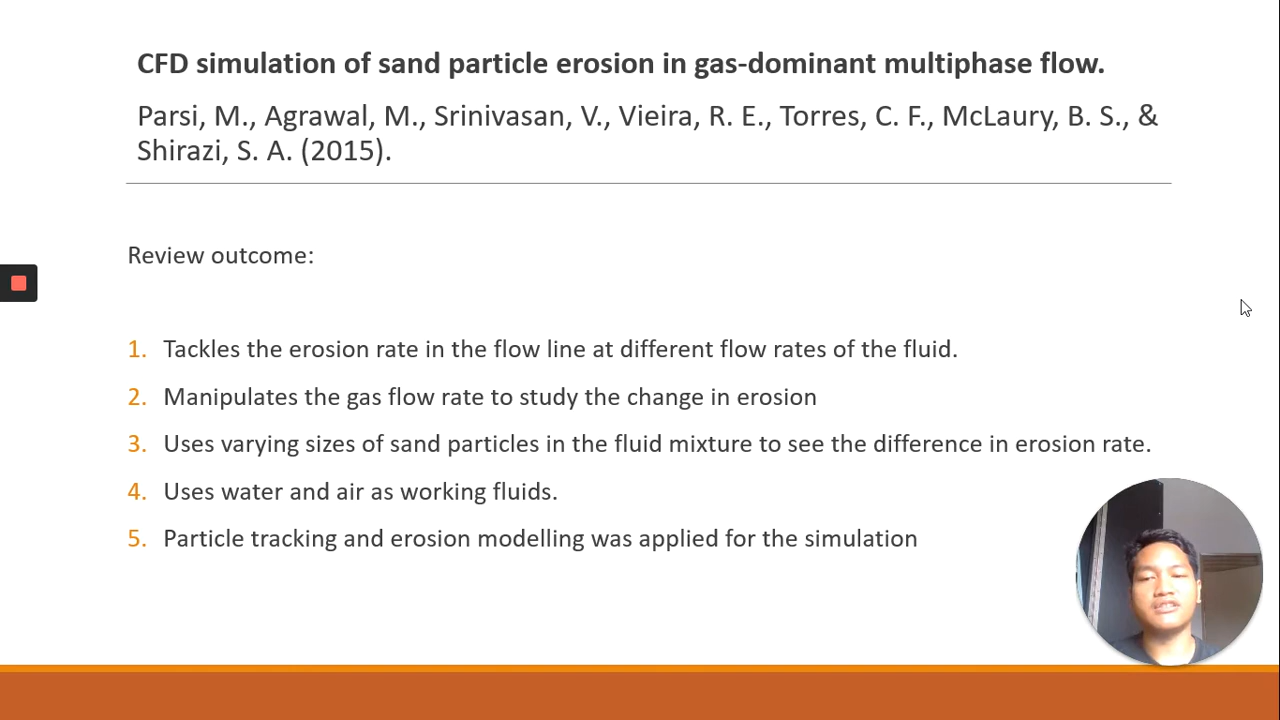 CFD simulation of sand particle erosion in gas-dominant multiphase flow.
Parsi, M., Agrawal, M., Srinivasan, V., Vieira, R. E., Torres, C. F., McLaury, B. S., &
Shirazi, S. A. (2015).
Review outcome:
1. Tackles the erosion rate in the flow line at different flow rates of the fluid.
2. Manipulates the gas flow rate to study the change in erosion
3. Uses varying sizes of sand particles in the fluid mixture to see the difference in erosion rate.
4. Uses water and air as working fluids.
5. Particle tracking and erosion modelling was applied for the simulation